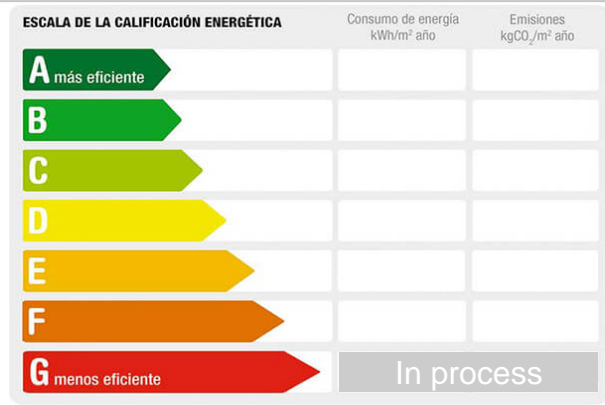 ESCALA DE LA CALIFICACIÓN ENERGÉTICA
Consumo de energía
kWh/m² año
Emisiones
kgCO₂/m² año
A más eficiente
B
C
D
E
F
G menos eficiente
In process